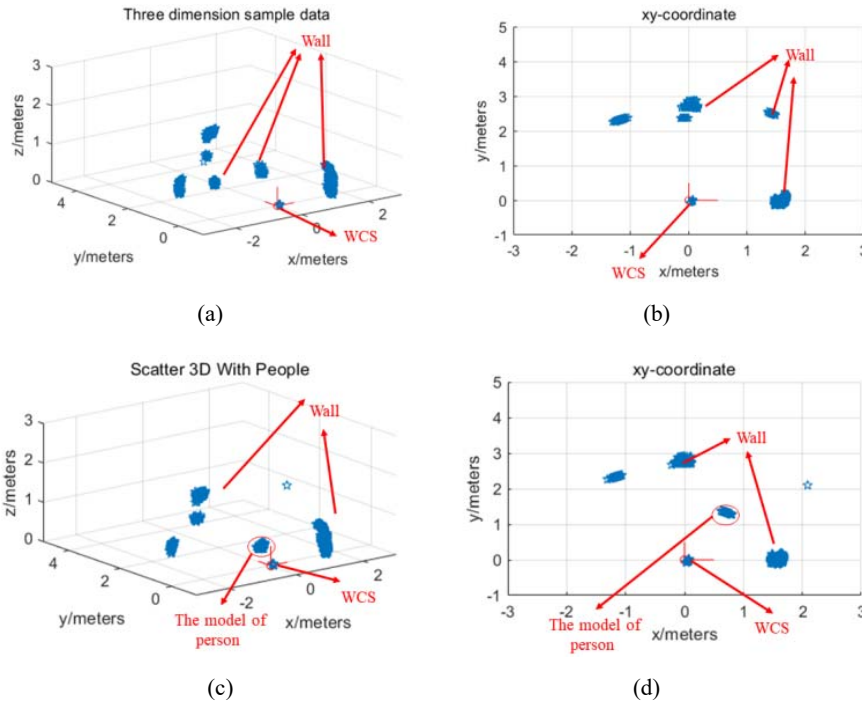 Three dimension sample data
Wall
3
2
1
0
z/meters
4
2
0
y/meters
-2
0
2
x/meters
WCS
(a)
xy-coordinate
5
4
3
2
1
0
-1
y/meters
Wall
-3
-2
-1
0
1
2
3
WCS
x/meters
(b)
Scatter 3D With People
Wall
3
2
1
0
z/meters
4
2
0
y/meters
-2
0
2
x/meters
WCS
The model of
person
(c)
xy-coordinate
5
4
3
2
1
0
-1
y/meters
Wall
-3
-2
-1
0
1
2
3
The model of
person
x/meters
WCS
(d)